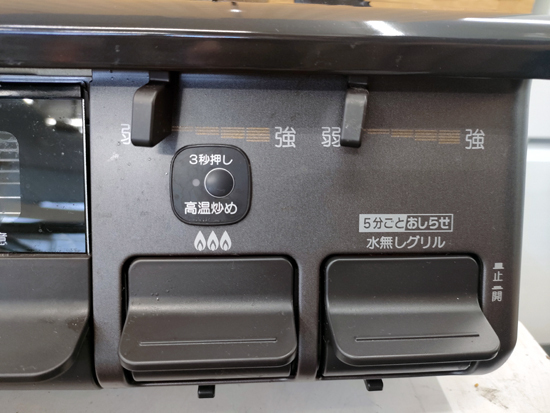 弱 強 弱 強
3秒押し
高温炒め
5分ごとおしらせ
水無しグリル
止
開
意